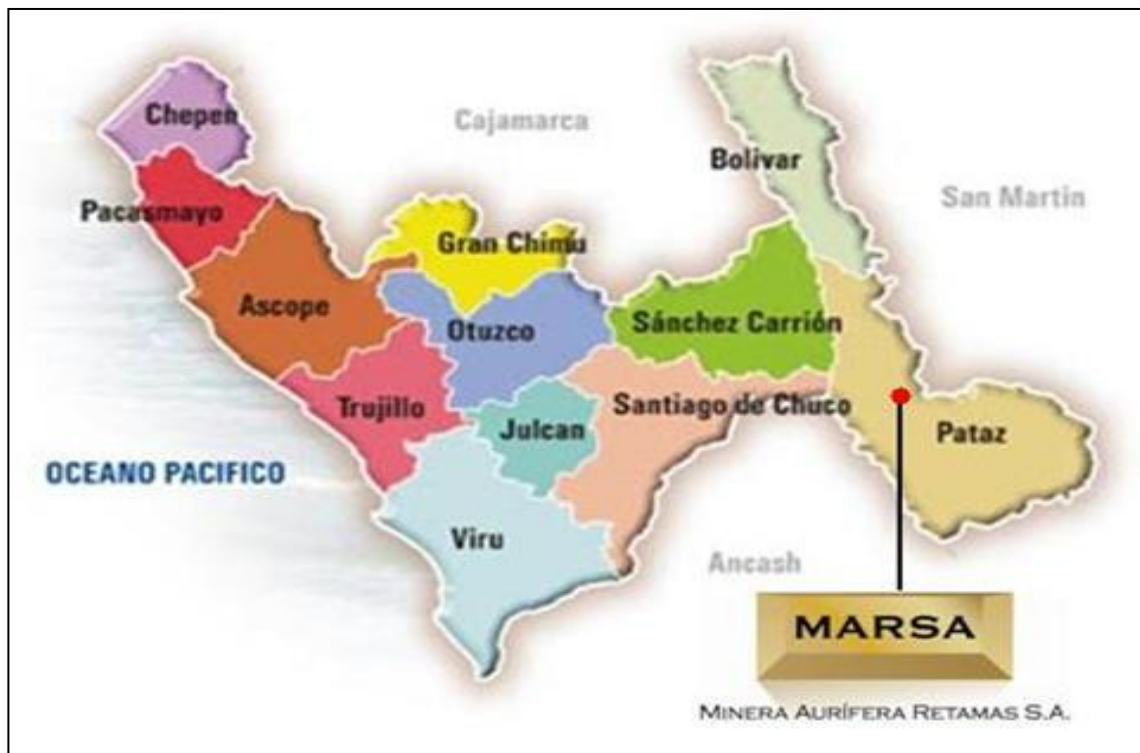 Chepen
Cajamarca
Bolivar
San Martin
Pacasmayo
Gran Chimu
Ascope
Otuzco
Sánchez Carrión
Trujillo
Julcan
Santiago de Chuco
Pataz
OCEANO PACIFICO
Viru
Ancash
MARSA
MINERA AURÍFERA RETAMAS S.A.